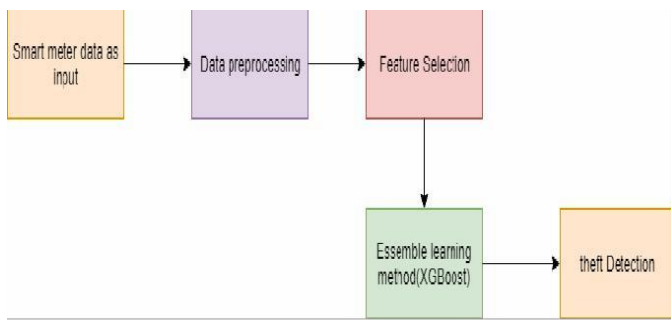 Smart meter data as
input
Data preprocessing
Feature Selection
Essemble learning
method(XGBoost)
theft Detection